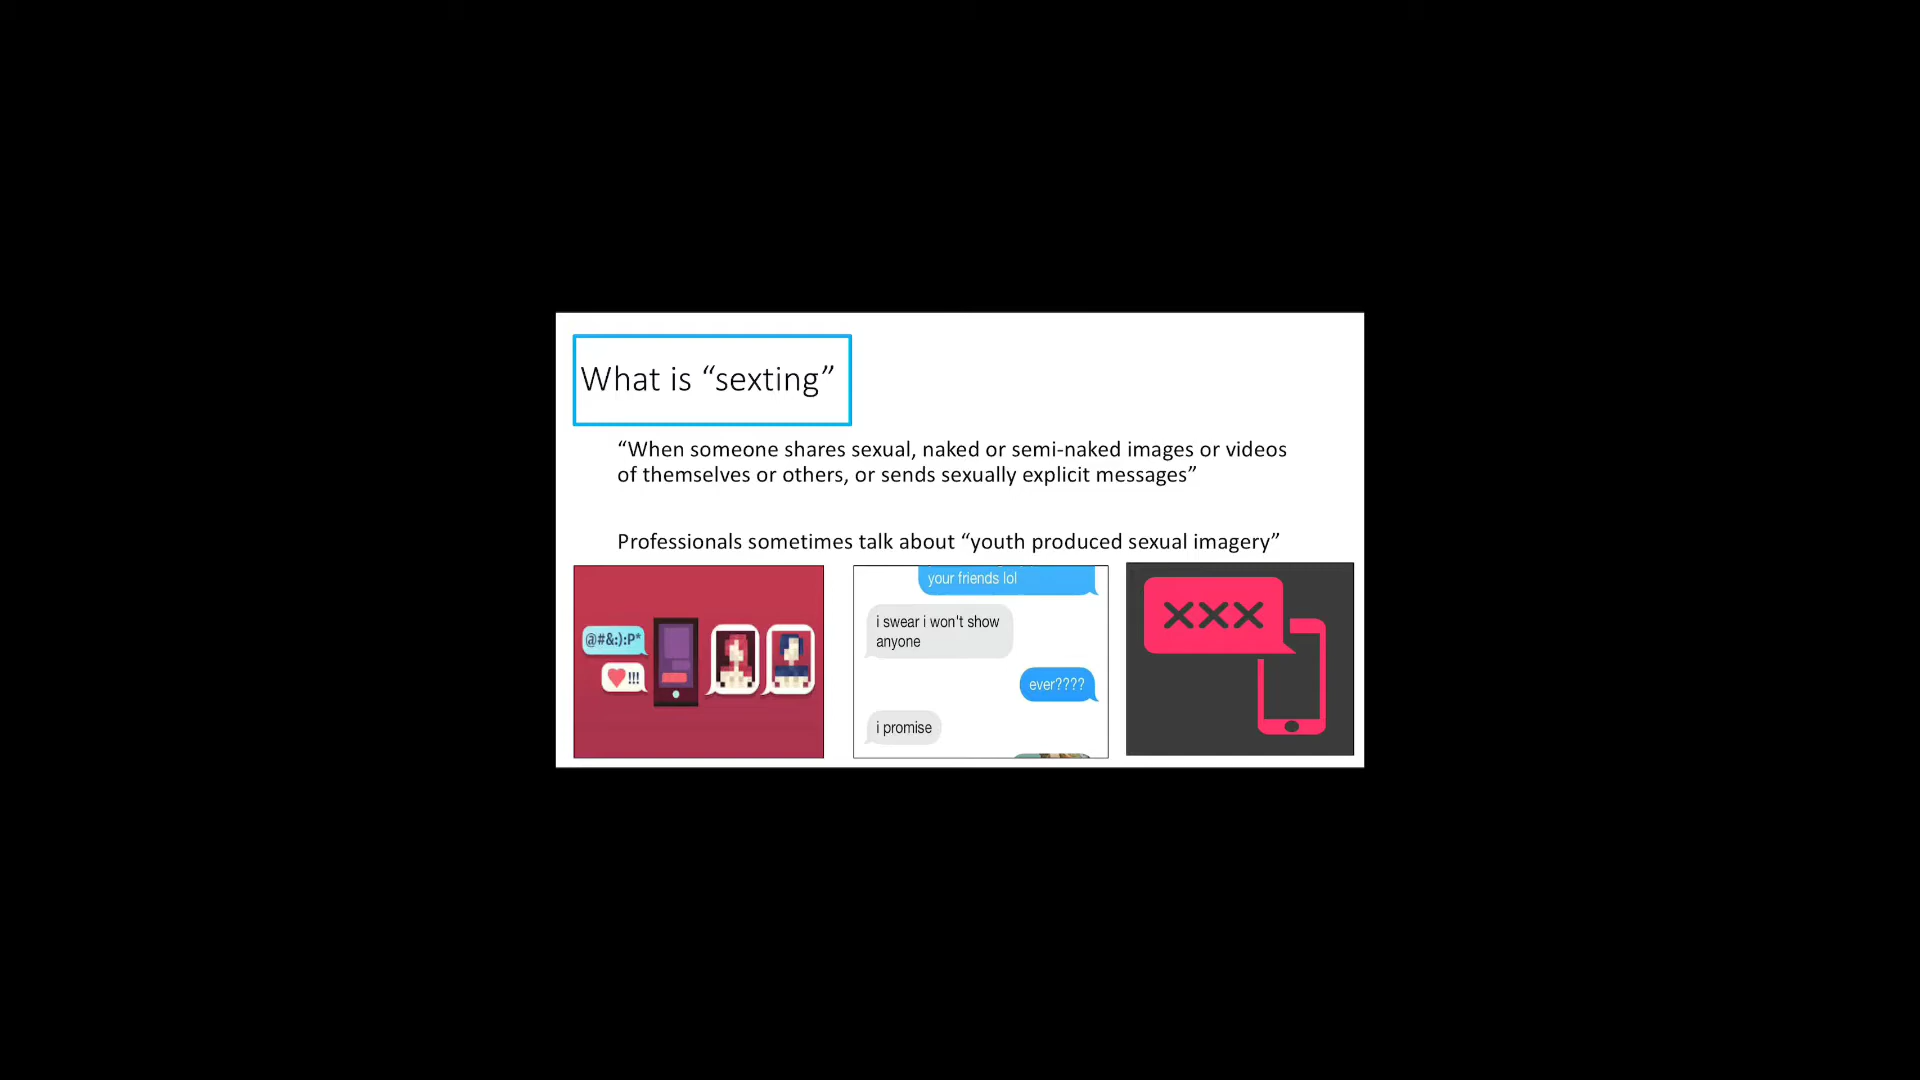 What is “sexting”
“When someone shares sexual, naked or semi-naked images or videos
of themselves or others, or sends sexually explicit messages”
Professionals sometimes talk about “youth produced sexual imagery”
@#&:):P*
!!!
your friends lol
i swear i won't show
anyone
ever????
i promise
XXX